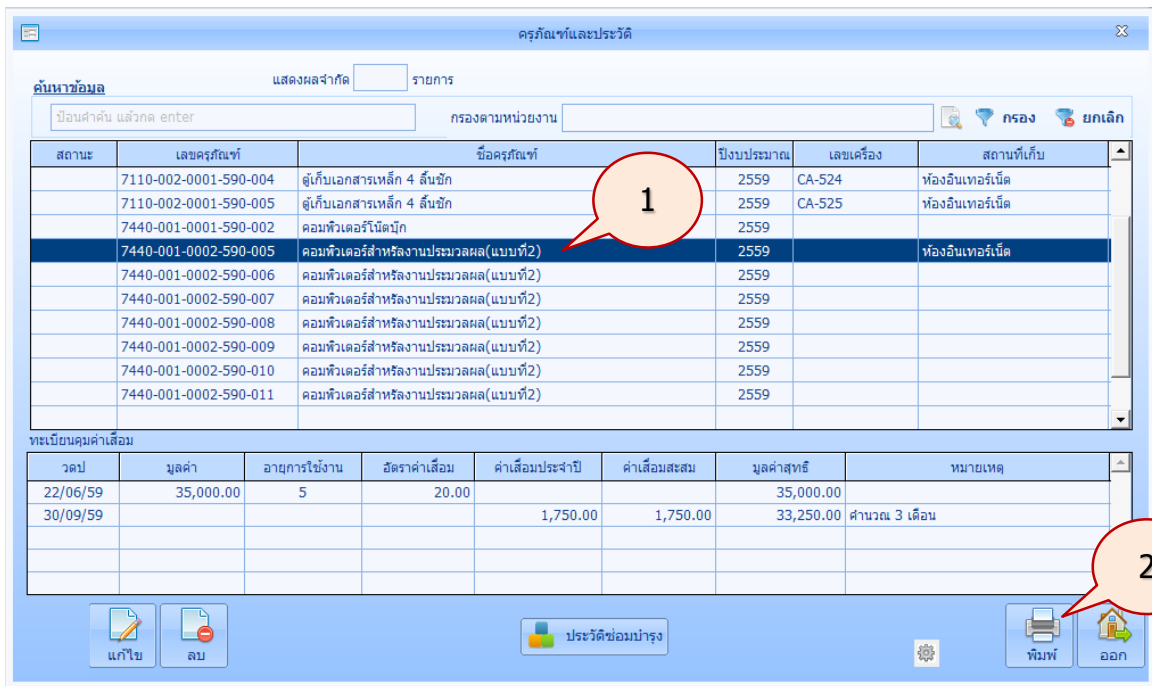 ครุภัณฑ์และประวัติ
ค้นหาข้อมูล แสดงผลจำกัด รายการ
ป้อนคำค้น แล้วกด enter กรองตามหน่วยงาน กรอง ยกเลิก
สถานะ เลขครุภัณฑ์ ชื่อครุภัณฑ์ ปีงบประมาณ เลขเครื่อง สถานที่เก็บ
7110-002-0001-590-004 ตู้เก็บเอกสารเหล็ก 4 ลิ้นชัก 2559 CA-524 ห้องอินเทอร์เน็ต
7110-002-0001-590-005 ตู้เก็บเอกสารเหล็ก 4 ลิ้นชัก 1 2559 CA-525 ห้องอินเทอร์เน็ต
7440-001-0001-590-002 คอมพิวเตอร์โน๊ตบุ๊ก 2559
7440-001-0002-590-005 คอมพิวเตอร์สำหรัลงานประมวลผล(แบบที่2) 2559 ห้องอินเทอร์เน็ต
7440-001-0002-590-006 คอมพิวเตอร์สำหรัลงานประมวลผล(แบบที่2) 2559
7440-001-0002-590-007 คอมพิวเตอร์สำหรัลงานประมวลผล(แบบที่2) 2559
7440-001-0002-590-008 คอมพิวเตอร์สำหรัลงานประมวลผล(แบบที่2) 2559
7440-001-0002-590-009 คอมพิวเตอร์สำหรัลงานประมวลผล(แบบที่2) 2559
7440-001-0002-590-010 คอมพิวเตอร์สำหรัลงานประมวลผล(แบบที่2) 2559
7440-001-0002-590-011 คอมพิวเตอร์สำหรัลงานประมวลผล(แบบที่2) 2559
ทะเบียนคุมค่าเสื่อม
วดป มูลค่า อายุการใช้งาน อัตราค่าเสื่อม ค่าเสื่อมประจำปี ค่าเสื่อมสะสม มูลค่าสุทธิ หมายเหตุ
22/06/59 35,000.00 5 20.00 35,000.00
30/09/59 1,750.00 1,750.00 33,250.00 คำนวณ 3 เดือน
2
แก้ไข ลบ ประวัติซ่อมบำรุง พิมพ์ ออก